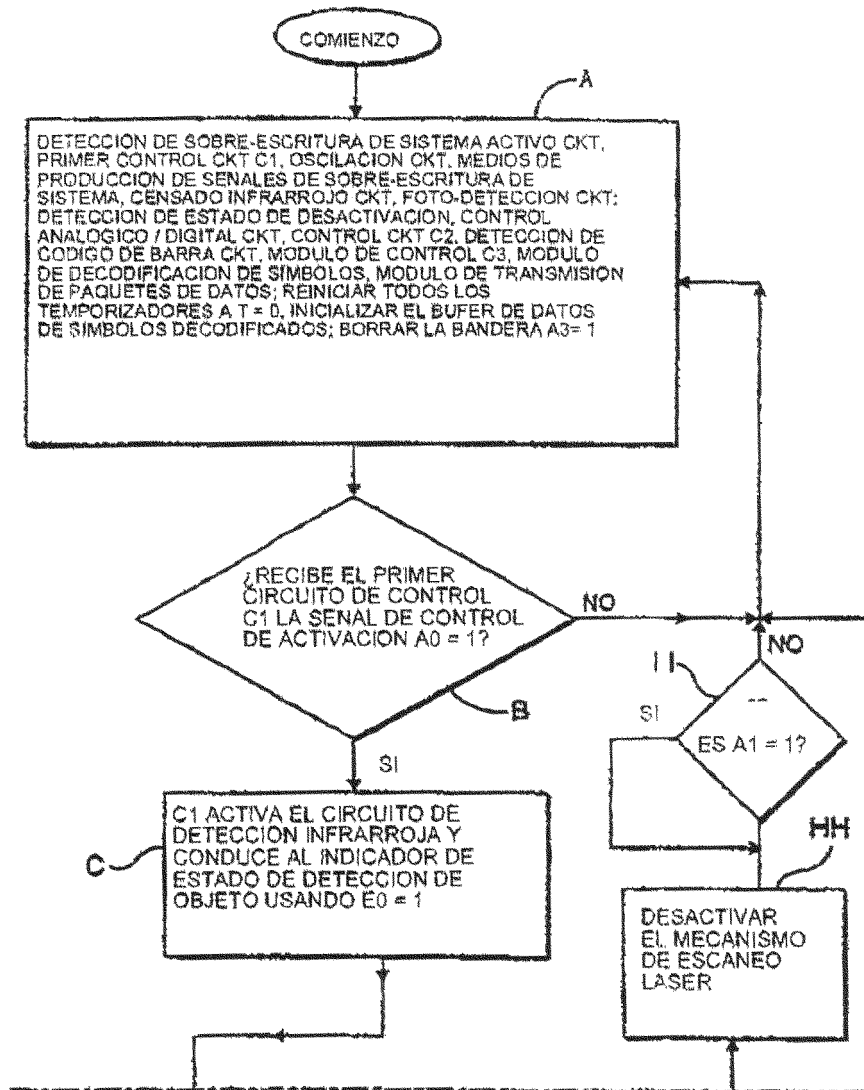 COMIENZO
A
DETECCION DE SOBRE-ESCRITURA DE SISTEMA ACTIVO CKT,
PRIMER CONTROL CKT C1, OSCILACION CKT, MEDIOS DE
PRODUCCION DE SENALES DE SOBRE-ESCRITURA DE
SISTEMA, CENSADO INFRARROJO CKT, FOTO-DETECCION CKT;
DETECCION DE ESTADO DE DESACTIVACION, CONTROL
ANALOGICO / DIGITAL CKT, CONTROL CKT C2, DETECCION DE
CODIGO DE BARRA CKT, MODULO DE CONTROL C3, MODULO
DE DECODIFICACION DE SIMBOLOS, MODULO DE TRANSMISION
DE PAQUETES DE DATOS; REINICIAR TODOS LOS
TEMPORIZADORES A T = 0, INICIALIZAR EL BUFER DE DATOS
DE SIMBOLOS DECODIFICADOS; BORRAR LA BANDERA A3= 1
¿RECIBE EL PRIMER
CIRCUITO DE CONTROL
C1 LA SENAL DE CONTROL
DE ACTIVACION A0 = 1?
NO
B
SI
C1 ACTIVA EL CIRCUITO DE
DETECCION INFRARROJA Y
CONDUCE AL INDICADOR DE
ESTADO DE DETECCION DE
OBJETO USANDO E0 = 1
C
NO
II
SI
--
ES A1 = 1?
HH
DESACTIVAR
EL MECANISMO
DE ESCANEO
LASER